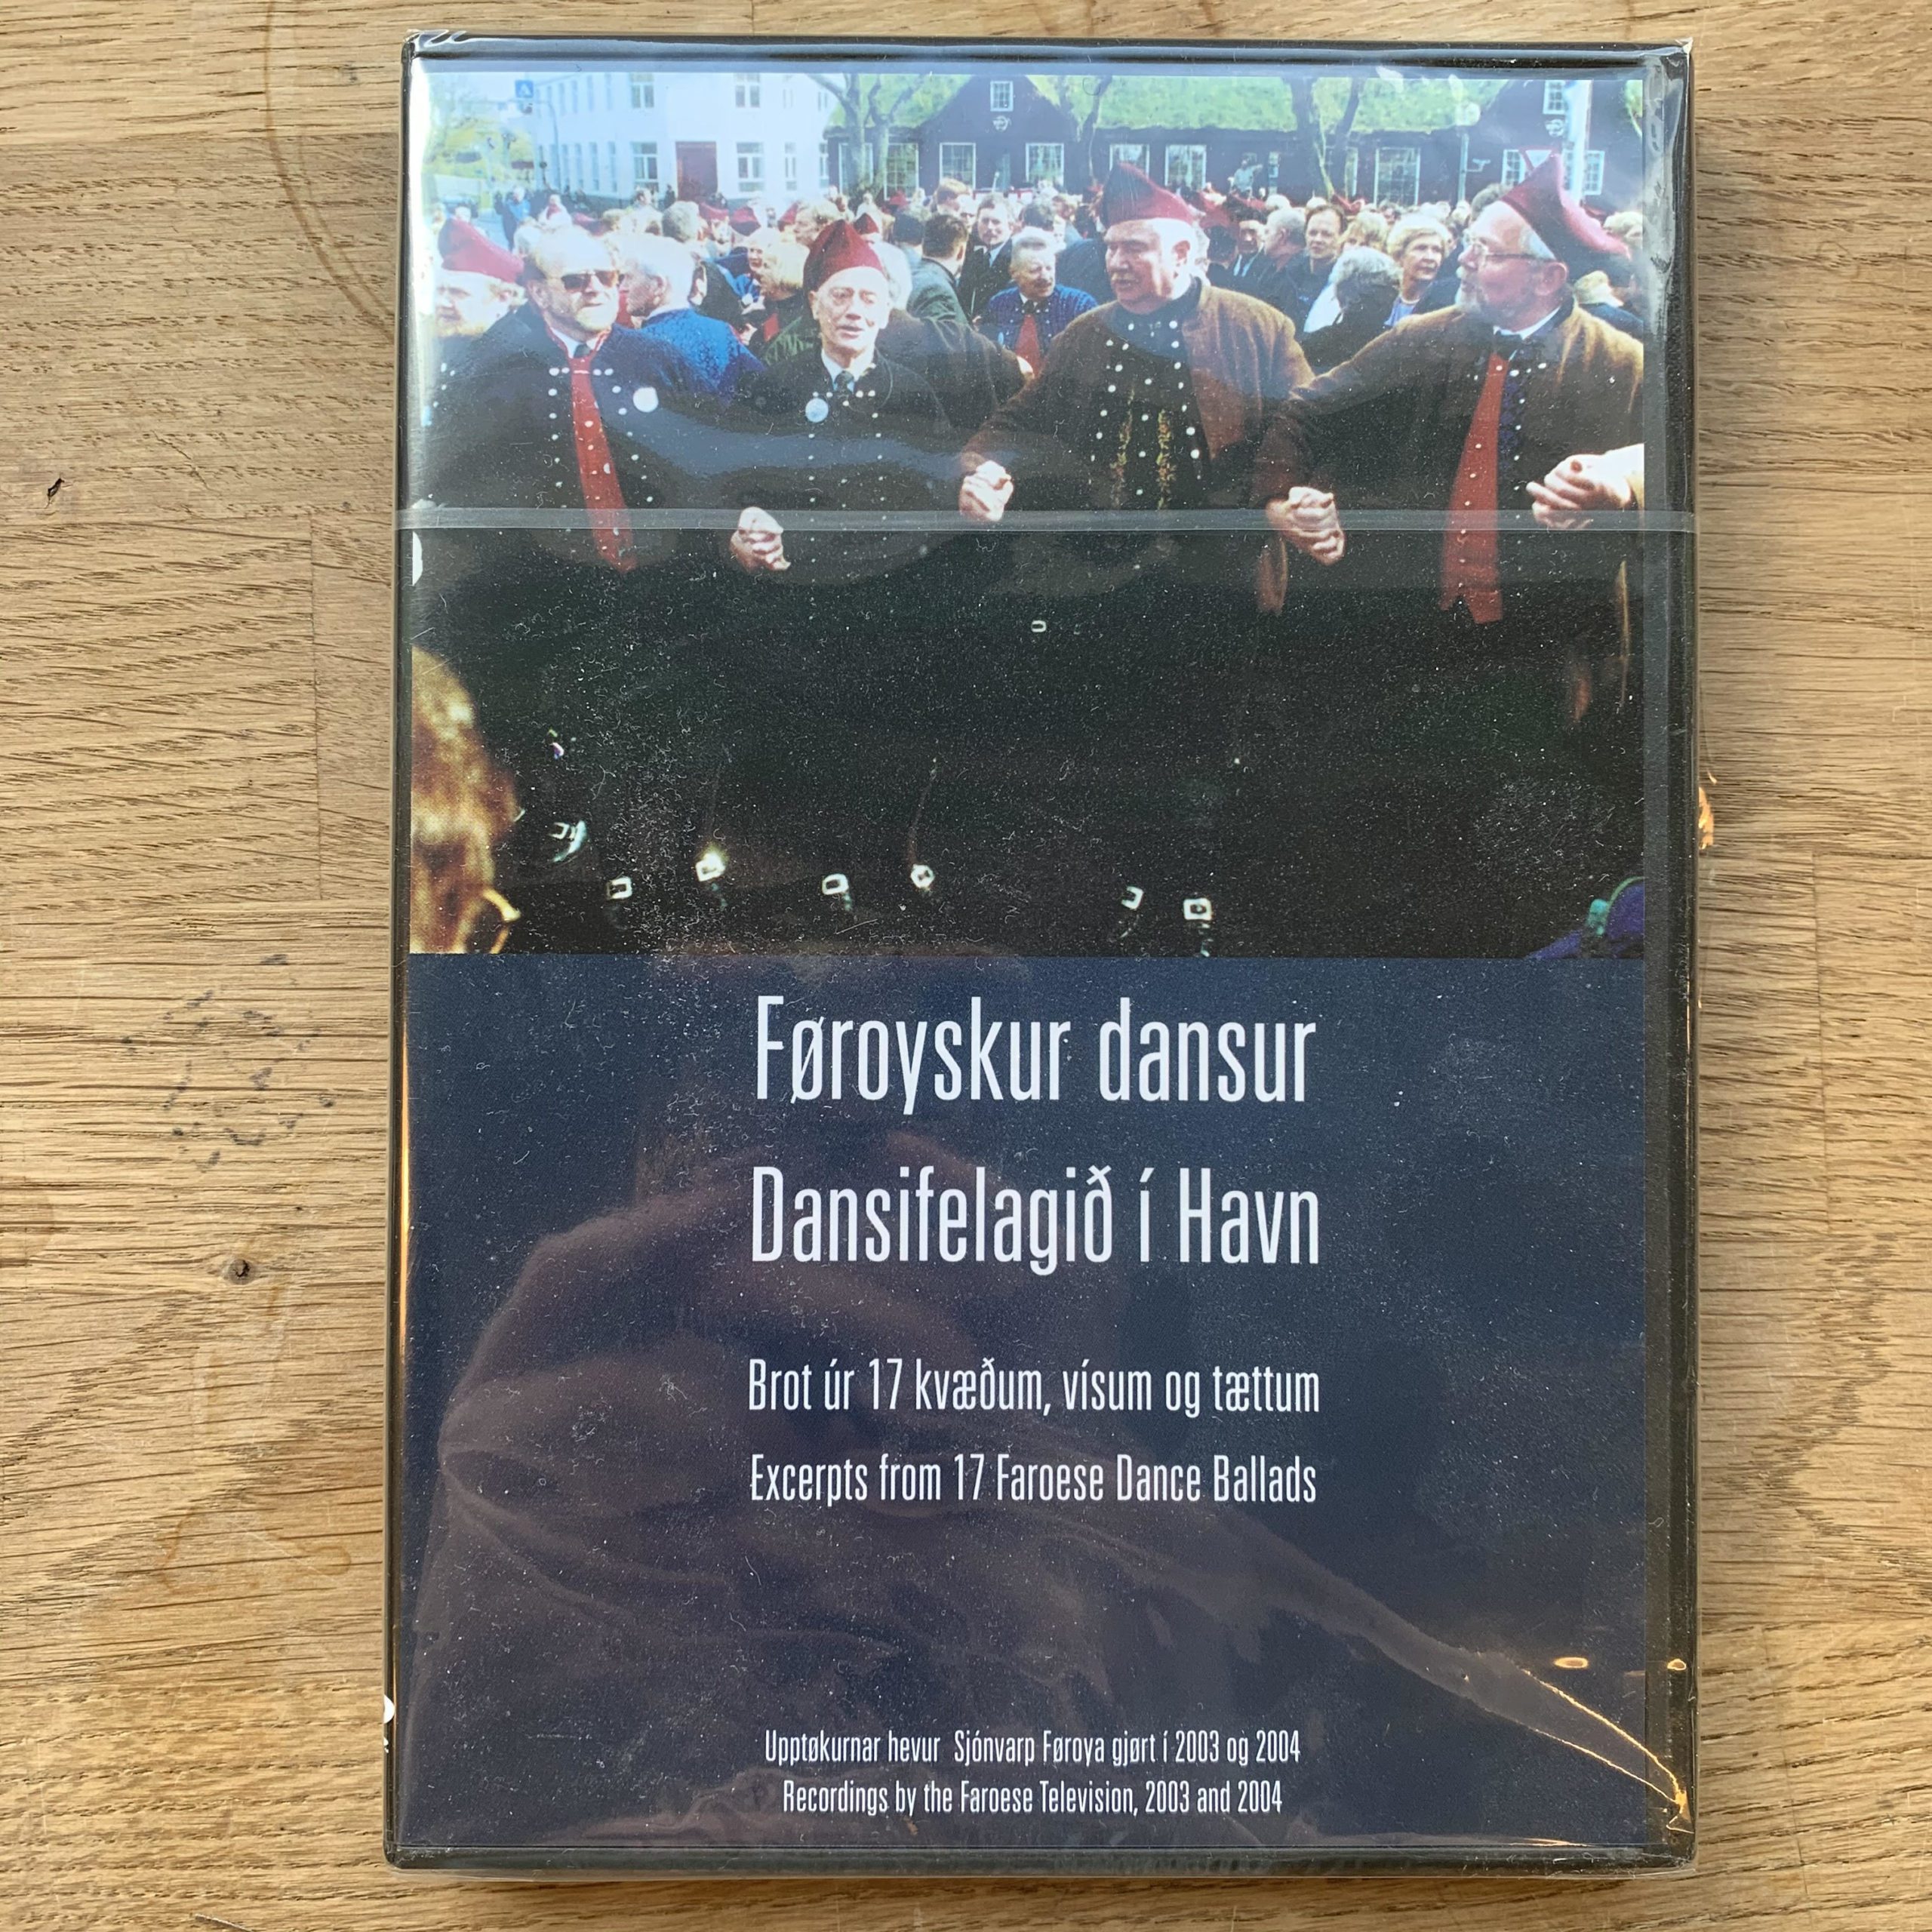 Føroyskur dansur
Dansifelagið í Havn
Brot úr 17 kvæðum, vísum og tættum
Excerpts from 17 Faroese Dance Ballads
Upptøkurnar hevur Sjónvarp Føroya gjørt í 2003 og 2004
Recordings by the Faroese Television, 2003 and 2004